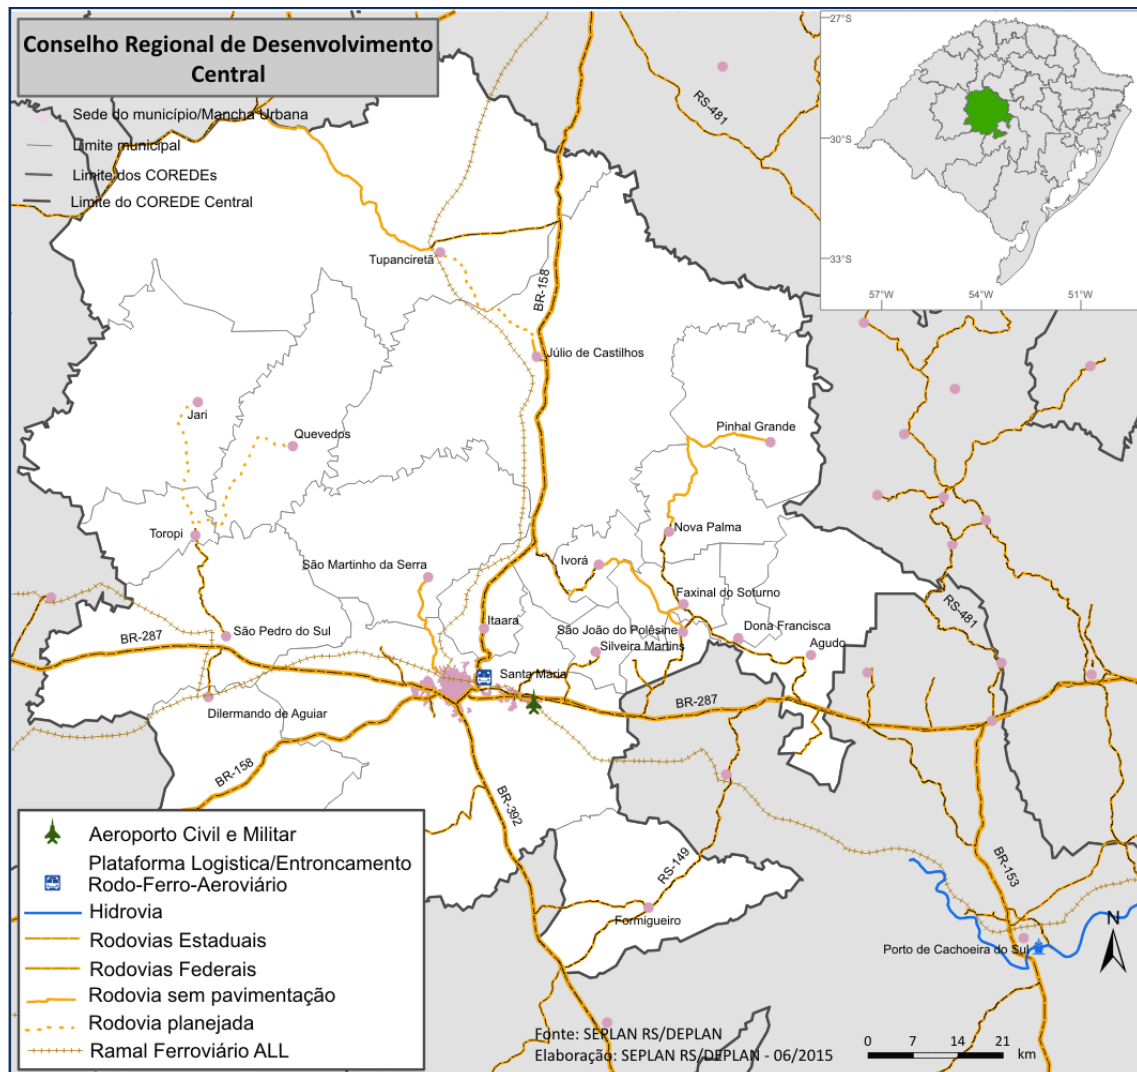 Conselho Regional de Desenvolvimento
Central
Sede do município/Mancha Urbana
Limite municipal
Limite dos COREDEs
Limite do COREDE Central
27°S
30°S
33°S
57°W
54°W
51°W
RS-481
Tupanciretã
BR-158
Júlio de Castilhos
Jari
Quevedos
Pinhal Grande
Toropi
Nova Palma
São Martinho da Serra
Ivorá
Faxinal do Soturno
Itaara
São João do Polêsine
Dona Francisca
RS-481
São Pedro do Sul
BR-287
Silveira Martins
Agudo
Santa Maria
Dilermando de Aguiar
BR-287
BR-158
BR-392
RS-149
BR-153
Formigueiro
Porto de Cachoeira do Sul
N
Aeroporto Civil e Militar
Plataforma Logistica/Entroncamento
Rodo-Ferro-Aeroviário
Hidrovia
Rodovias Estaduais
Rodovias Federais
Rodovia sem pavimentação
Rodovia planejada
Ramal Ferroviário ALL
Fonte: SEPLAN RS/DEPLAN
Elaboração: SEPLAN RS/DEPLAN - 06/2015
0 7 14 21
km